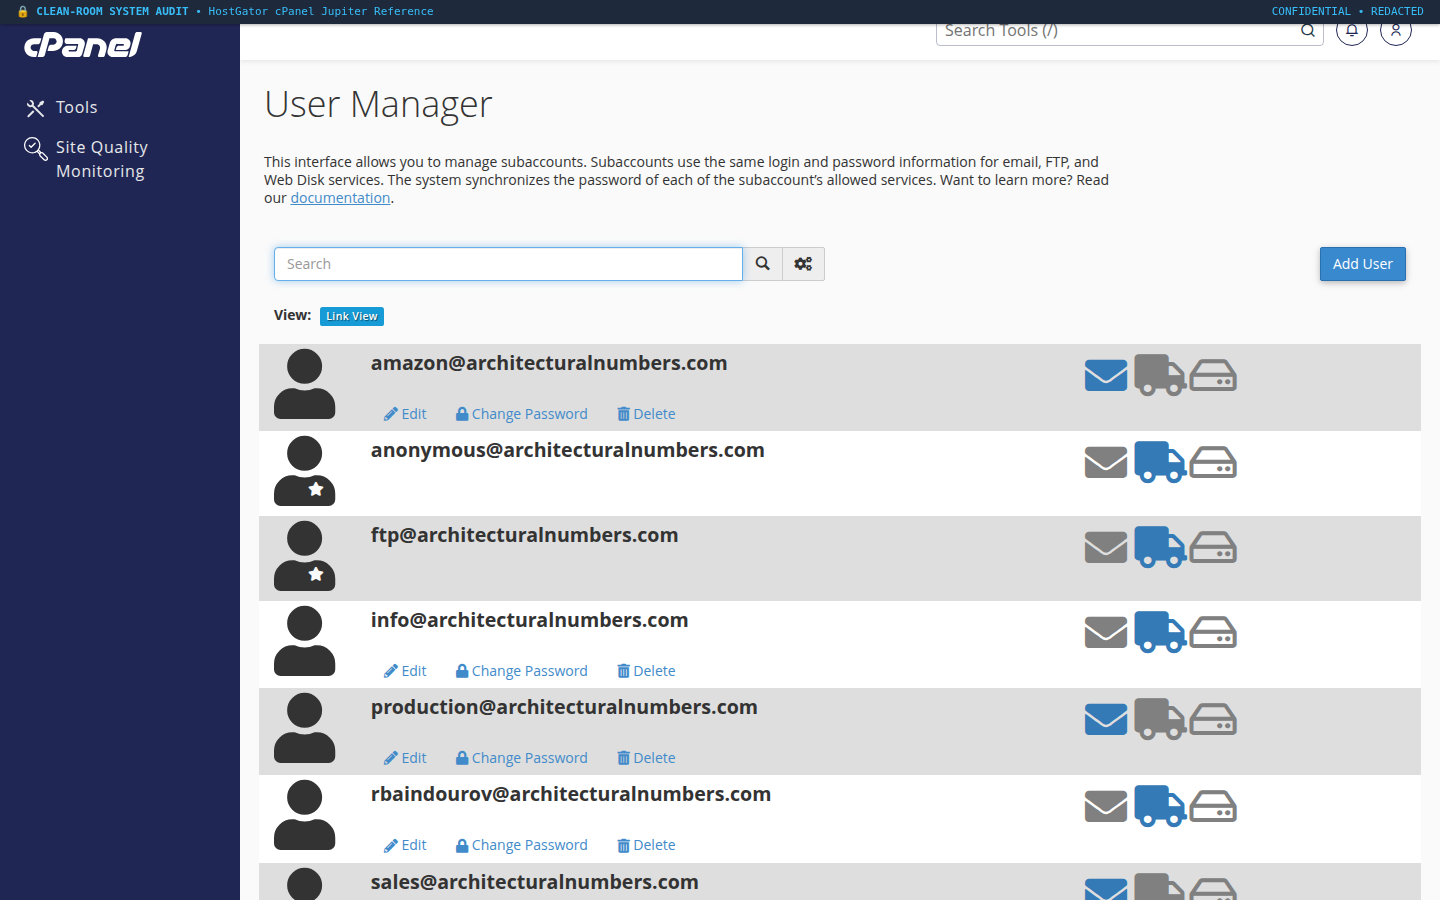 🔒 CLEAN-ROOM SYSTEM AUDIT • HostGator cPanel Jupiter Reference
CONFIDENTIAL • REDACTED
cPanel
Search Tools (/)
Tools
Site Quality
Monitoring
User Manager
This interface allows you to manage subaccounts. Subaccounts use the same login and password information for email, FTP, and
Web Disk services. The system synchronizes the password of each of the subaccount’s allowed services. Want to learn more? Read
our documentation.
Search
Add User
View: Link View
amazon@architecturalnumbers.com
Edit Change Password Delete
anonymous@architecturalnumbers.com
ftp@architecturalnumbers.com
info@architecturalnumbers.com
Edit Change Password Delete
production@architecturalnumbers.com
Edit Change Password Delete
rbaindourov@architecturalnumbers.com
Edit Change Password Delete
sales@architecturalnumbers.com